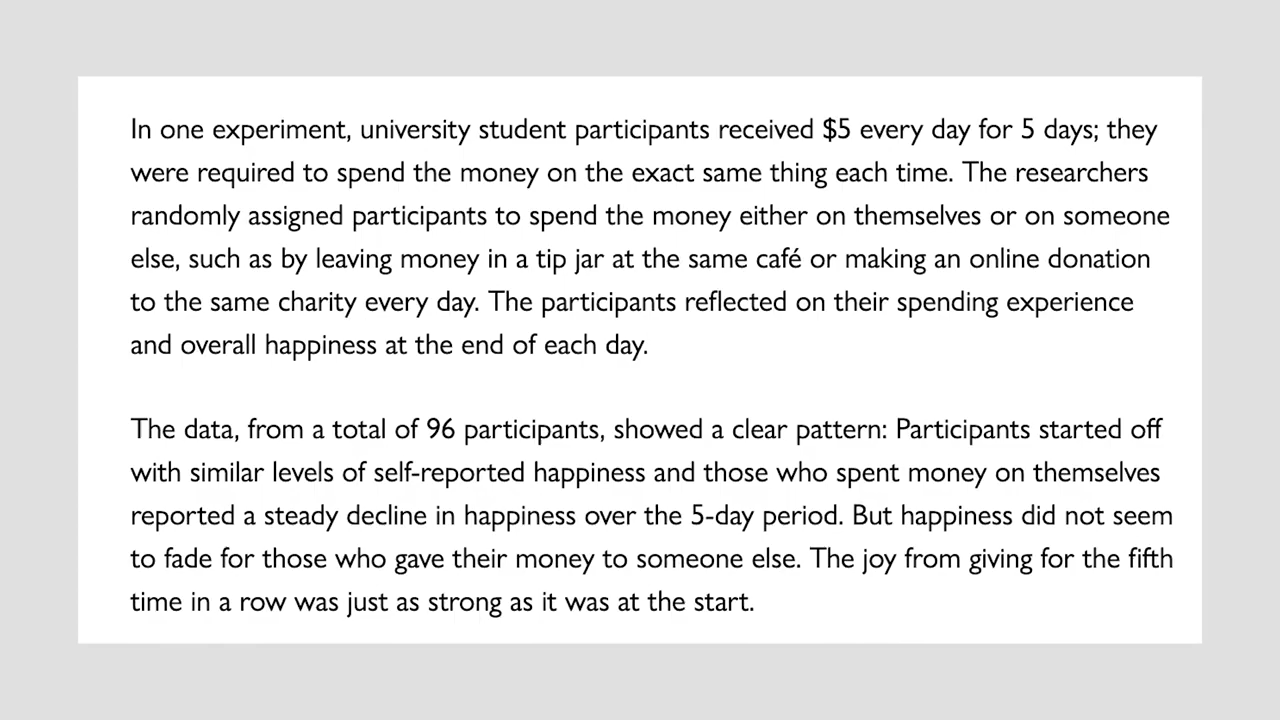 In one experiment, university student participants received $5 every day for 5 days; they
were required to spend the money on the exact same thing each time. The researchers
randomly assigned participants to spend the money either on themselves or on someone
else, such as by leaving money in a tip jar at the same café or making an online donation
to the same charity every day. The participants reflected on their spending experience
and overall happiness at the end of each day.
The data, from a total of 96 participants, showed a clear pattern: Participants started off
with similar levels of self-reported happiness and those who spent money on themselves
reported a steady decline in happiness over the 5-day period. But happiness did not seem
to fade for those who gave their money to someone else. The joy from giving for the fifth
time in a row was just as strong as it was at the start.